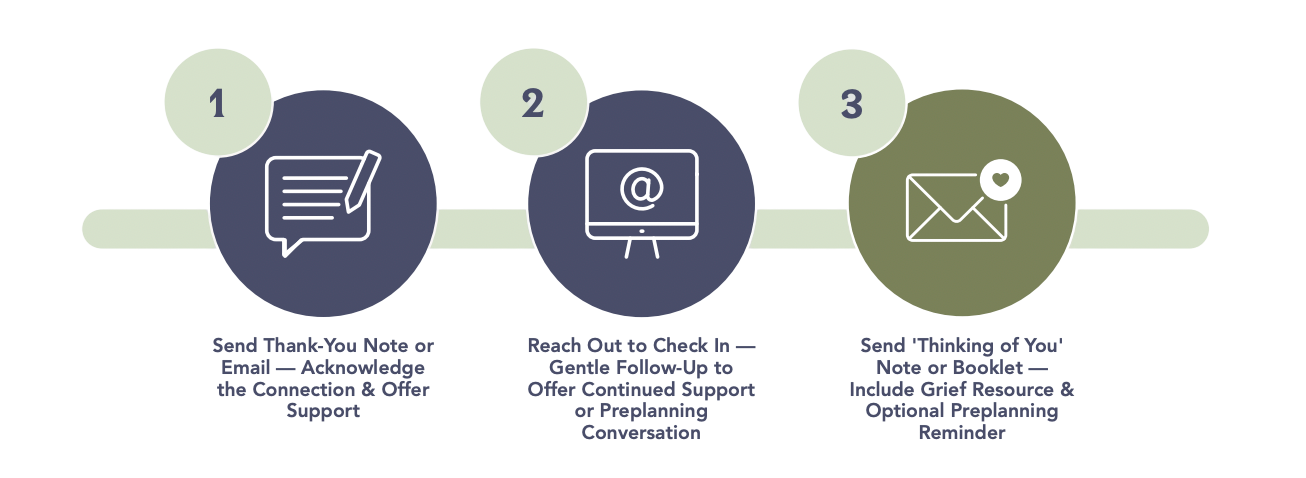 1
Send Thank-You Note or
Email — Acknowledge
the Connection & Offer
Support
2
@
Reach Out to Check In —
Gentle Follow-Up to
Offer Continued Support
or Preplanning
Conversation
3
Send 'Thinking of You'
Note or Booklet —
Include Grief Resource &
Optional Preplanning
Reminder